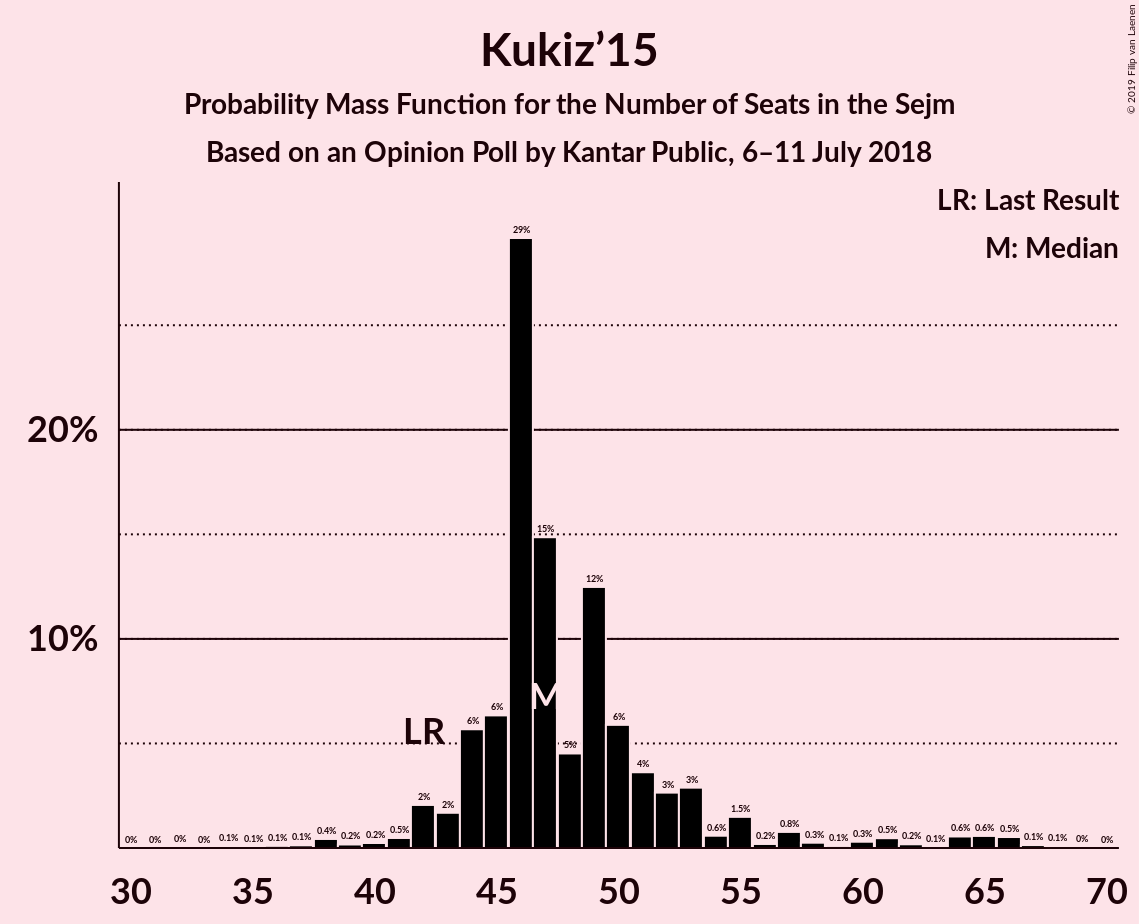 Kukiz’15
Probability Mass Function for the Number of Seats in the Sejm
Based on an Opinion Poll by Kantar Public, 6–11 July 2018
© 2019 Filip van Laenen
LR: Last Result
M: Median
20%
10%
0% 0% 0% 0% 0.1% 0.1% 0.1% 0.1% 0.4% 0.2% 0.2% 0.5% 2% 2% 6% 6% 29% 15% 5% 12% 6% 4% 3% 3% 0.6% 1.5% 0.2% 0.8% 0.3% 0.1% 0.3% 0.5% 0.2% 0.1% 0.6% 0.6% 0.5% 0.1% 0.1% 0% 0%
LR
M
30 35 40 45 50 55 60 65 70